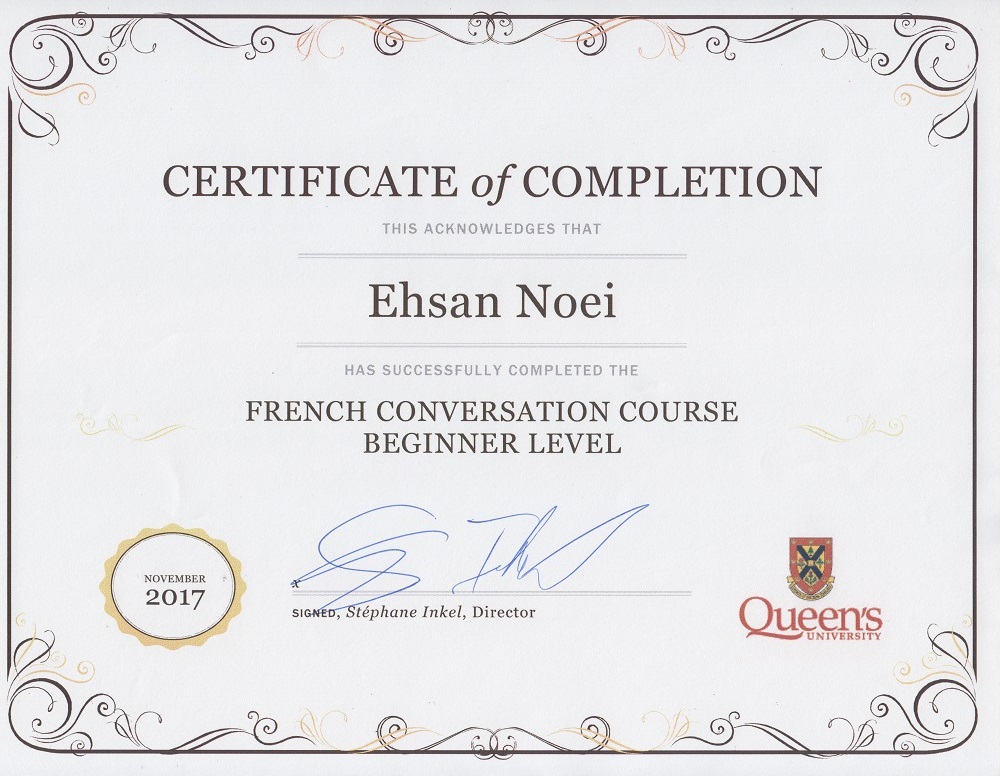 CERTIFICATE of COMPLETION
THIS ACKNOWLEDGES THAT
Ehsan Noei
HAS SUCCESSFULLY COMPLETED THE
FRENCH CONVERSATION COURSE
BEGINNER LEVEL
NOVEMBER
2017
x
SIGNED, Stéphane Inkel, Director
Queen's
UNIVERSITY